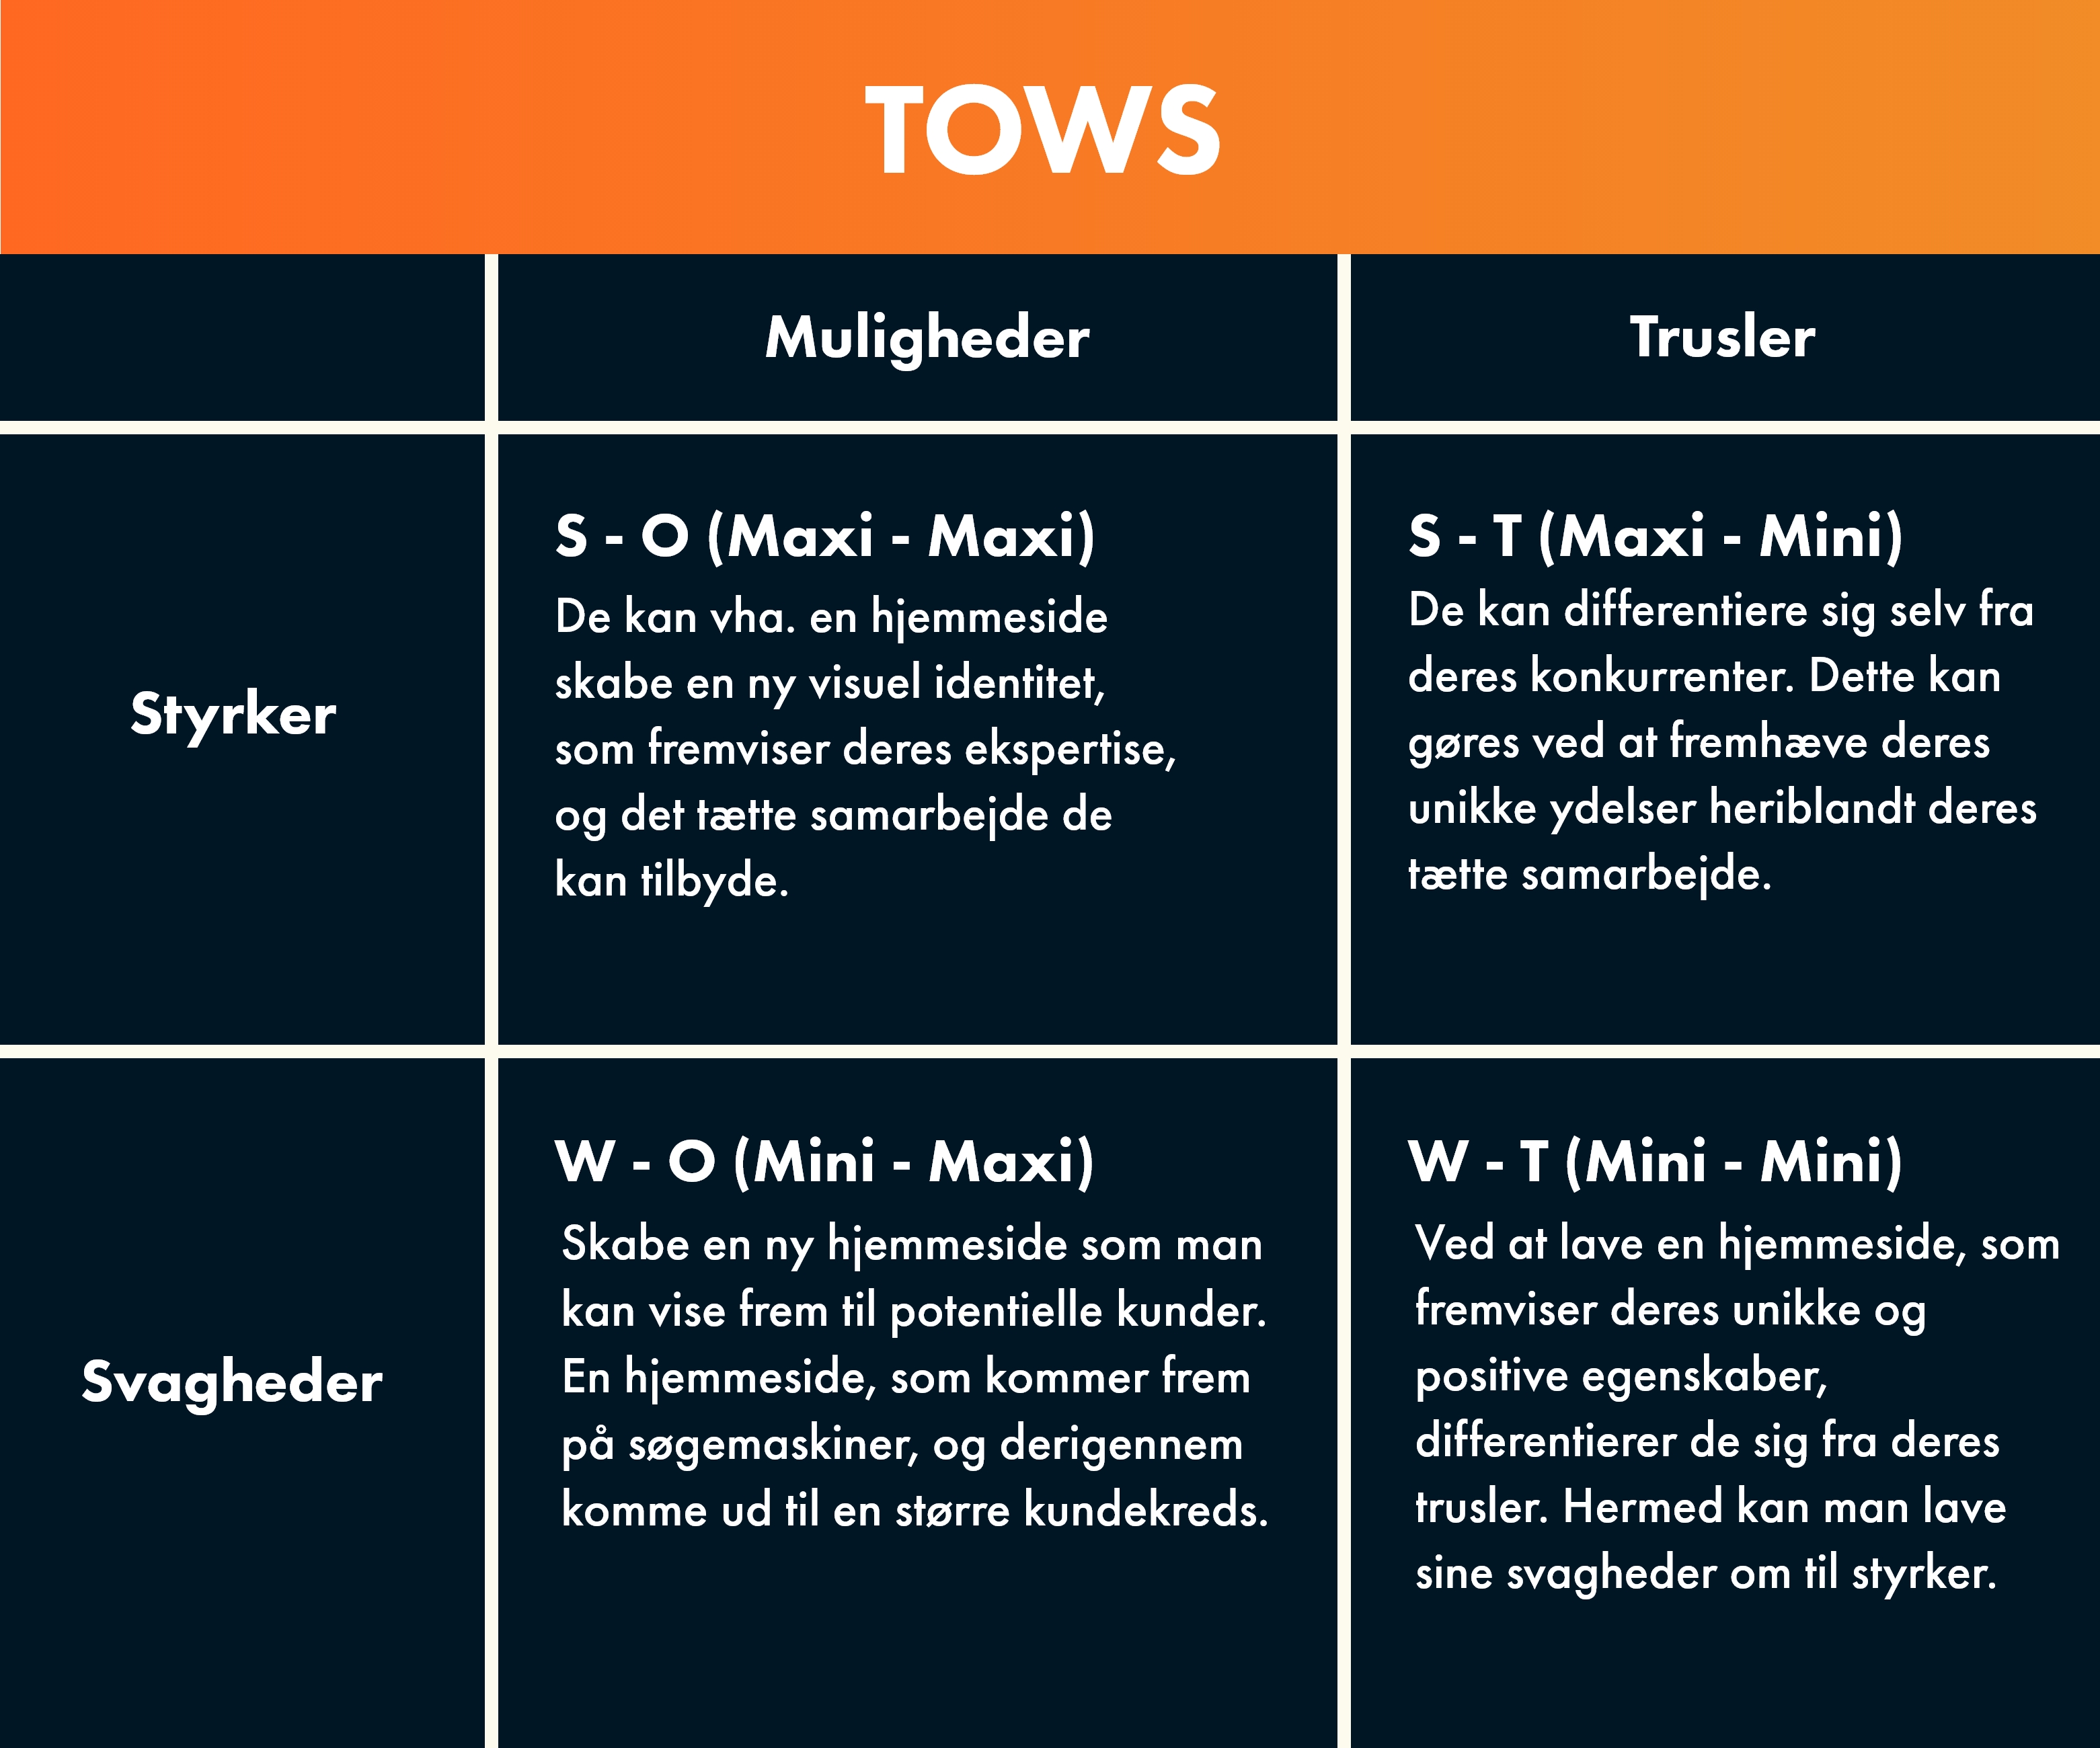 TOWS
Muligheder
Trusler
Styrker
S - O (Maxi - Maxi)
De kan vha. en hjemmeside
skabe en ny visuel identitet,
som fremviser deres ekspertise,
og det tætte samarbejde de
kan tilbyde.
S - T (Maxi - Mini)
De kan differentiere sig selv fra
deres konkurrenter. Dette kan
gøres ved at fremhæve deres
unikke ydelser heriblandt deres
tætte samarbejde.
Svagheder
W - O (Mini - Maxi)
Skabe en ny hjemmeside som man
kan vise frem til potentielle kunder.
En hjemmeside, som kommer frem
på søgemaskiner, og derigennem
komme ud til en større kundekreds.
W - T (Mini - Mini)
Ved at lave en hjemmeside, som
fremviser deres unikke og
positive egenskaber,
differentierer de sig fra deres
trusler. Hermed kan man lave
sine svagheder om til styrker.